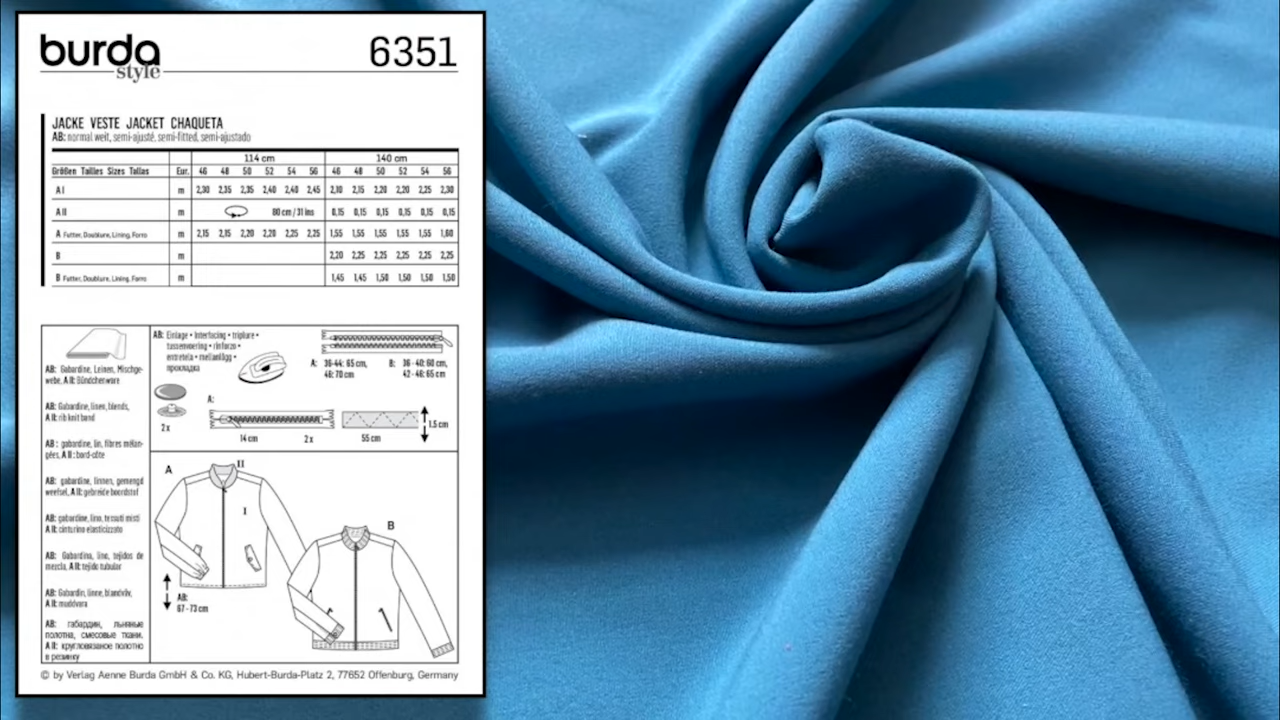 burda
style
6351
JACKE VESTE JACKET CHAQUETA
AB: normal weit, semi-ajusté, semi-fitted, semi-ajustado
114 cm 140 cm
Größen Tailles Sizes Tallas Eur. 46 48 50 52 54 56 46 48 50 52 54 56
A I m 2,30 2,35 2,35 2,40 2,40 2,45 2,10 2,15 2,20 2,20 2,25 2,30
A II m 80 cm / 31 ins 0,15 0,15 0,15 0,15 0,15 0,15
A Futter, Doublure, Lining, Forro m 2,15 2,15 2,20 2,20 2,25 2,25 1,55 1,55 1,55 1,55 1,55 1,60
B m 2,20 2,25 2,25 2,25 2,25 2,25
B Futter, Doublure, Lining, Forro m 1,45 1,45 1,50 1,50 1,50 1,50
AB: Gabardine, Leinen, Mischge-
webe, A II: Bündchenware
AB: Gabardine, linen, blends,
A II: rib knit band
AB : gabardine, lin, fibres mélan-
gées, A II : bord-côte
AB: gabardine, linnen, gemengd
weefsel, A II: gebreide boordstof
AB: gabardine, lino, tessuti misti
A II: cinturino elasticizzato
AB: Gabardina, lino, tejidos de
mezcla, A II: tejido tubular
AB: Gabardin, linne, blandväv,
A II: muddvara
AB: габардин, льняные
полотна, смесовые ткани.
A II: кругловязаное полотно
в резинку
AB: Einlage • Interfacing • triplure •
tussenvoering • rinforzo •
entretela • mellanlägg •
прокладка
2 x
A: 36-44: 65 cm,
46: 70 cm
B: 36 - 40: 60 cm,
42 - 46: 65 cm
A:
14 cm 2 x 55 cm 1.5 cm
A
II
I
B
AB:
67 - 73 cm
© by Verlag Aenne Burda GmbH & Co. KG, Hubert-Burda-Platz 2, 77652 Offenburg, Germany